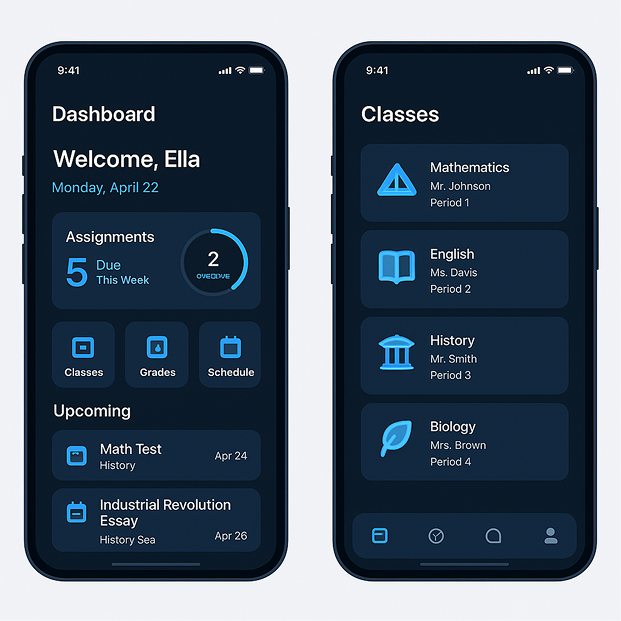 9:41
Dashboard
Welcome, Ella
Monday, April 22
Assignments
5
Due
This Week
2
Classes
Grades
Schedule
Upcoming
Math Test
History
Apr 24
Industrial Revolution
Essay
History Sea
Apr 26
9:41
Classes
Mathematics
Mr. Johnson
Period 1
English
Ms. Davis
Period 2
History
Mr. Smith
Period 3
Biology
Mrs. Brown
Period 4